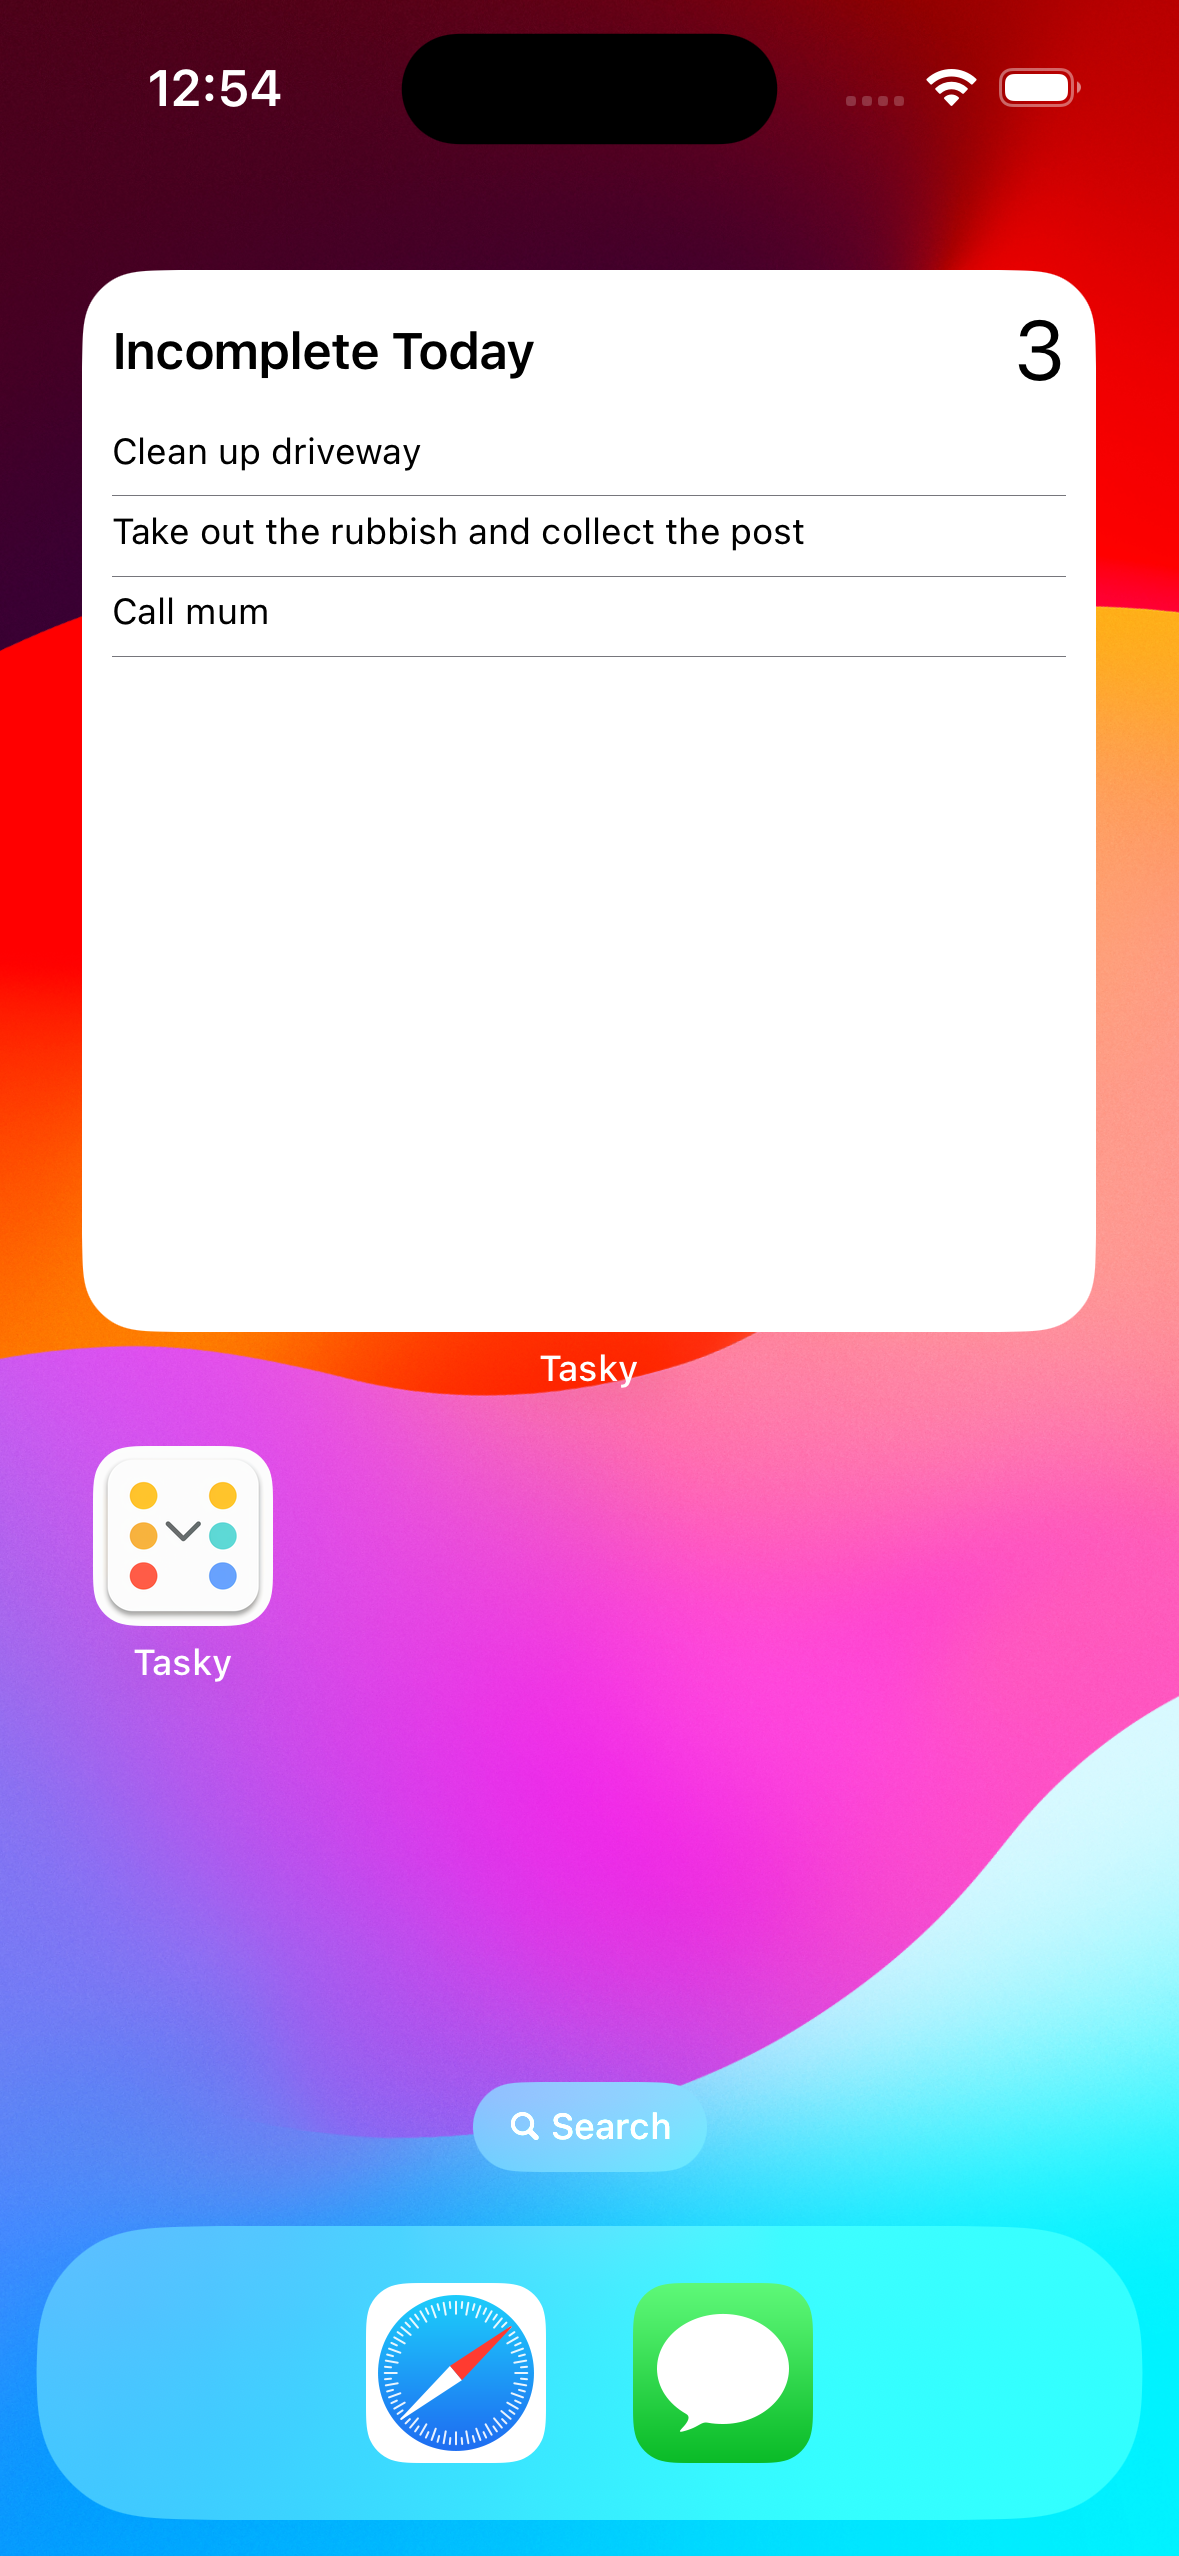 12:54
Incomplete Today 3
Clean up driveway
Take out the rubbish and collect the post
Call mum
Tasky
Tasky
Search